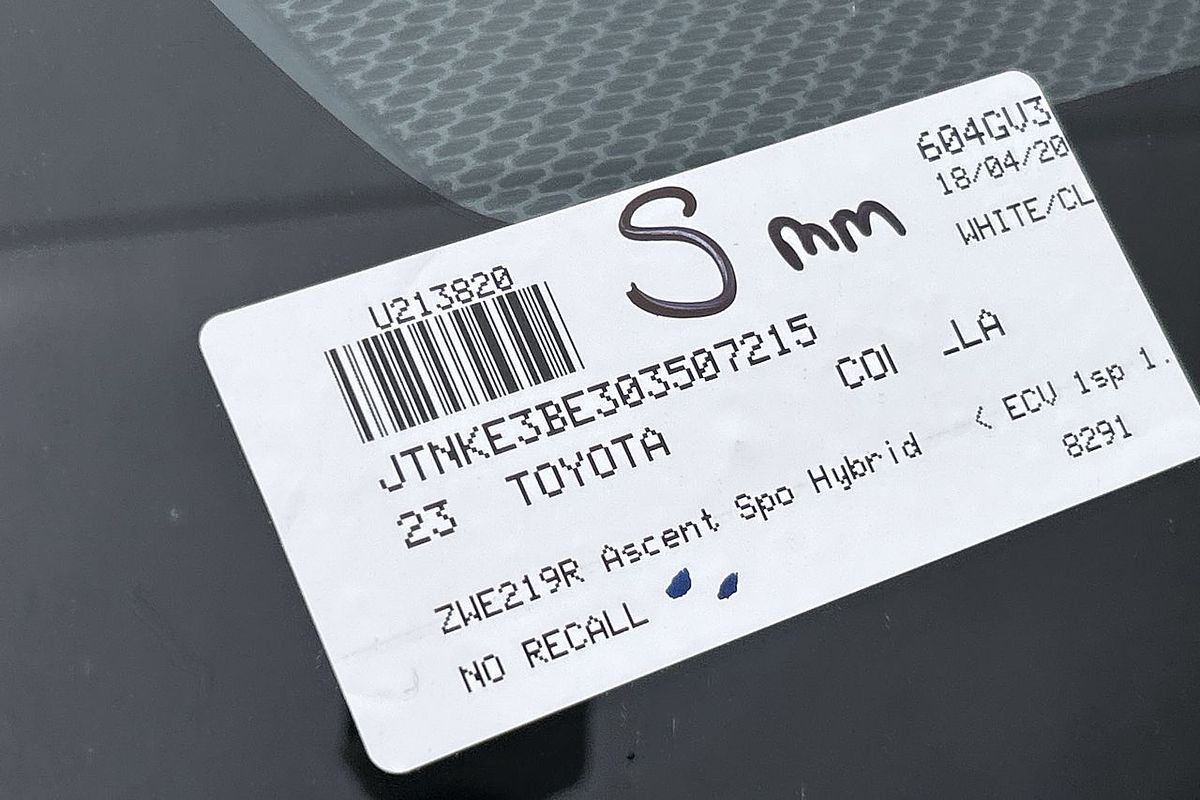 604GV3
18/04/20
WHITE/CL
S mm
U213820
JTNKE3BE303507215
23 TOYOTA COI _LA
ZWE219R Ascent Spo Hybrid < ECV 1sp 1.
NO RECALL 8291